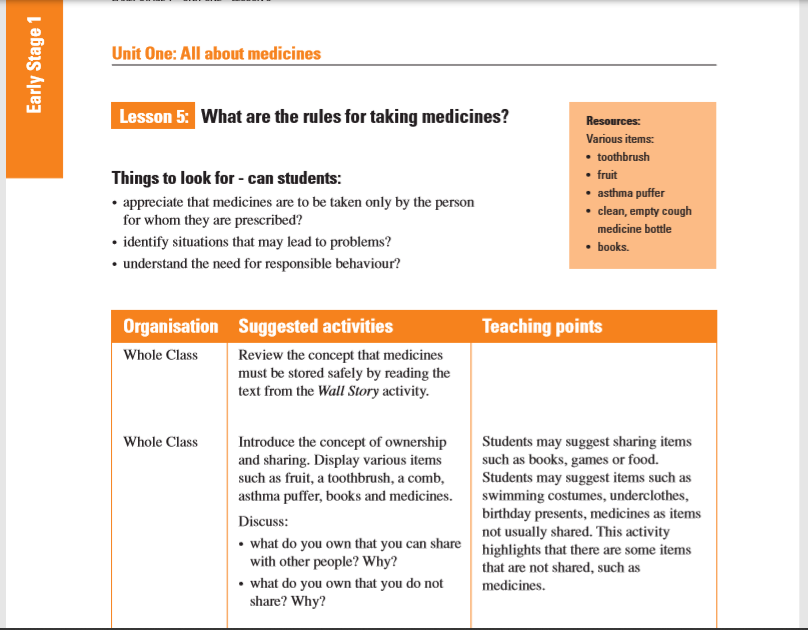 Early Stage 1
Unit One: All about medicines
Lesson 5: What are the rules for taking medicines?
Resources:
Various items:
• toothbrush
• fruit
• asthma puffer
• clean, empty cough
medicine bottle
• books.
Things to look for - can students:
• appreciate that medicines are to be taken only by the person
for whom they are prescribed?
• identify situations that may lead to problems?
• understand the need for responsible behaviour?
Organisation Suggested activities Teaching points
Whole Class
Review the concept that medicines
must be stored safely by reading the
text from the Wall Story activity.
Whole Class
Introduce the concept of ownership
and sharing. Display various items
such as fruit, a toothbrush, a comb,
asthma puffer, books and medicines.
Discuss:
• what do you own that you can share
with other people? Why?
• what do you own that you do not
share? Why?
Students may suggest sharing items
such as books, games or food.
Students may suggest items such as
swimming costumes, underclothes,
birthday presents, medicines as items
not usually shared. This activity
highlights that there are some items
that are not shared, such as
medicines.